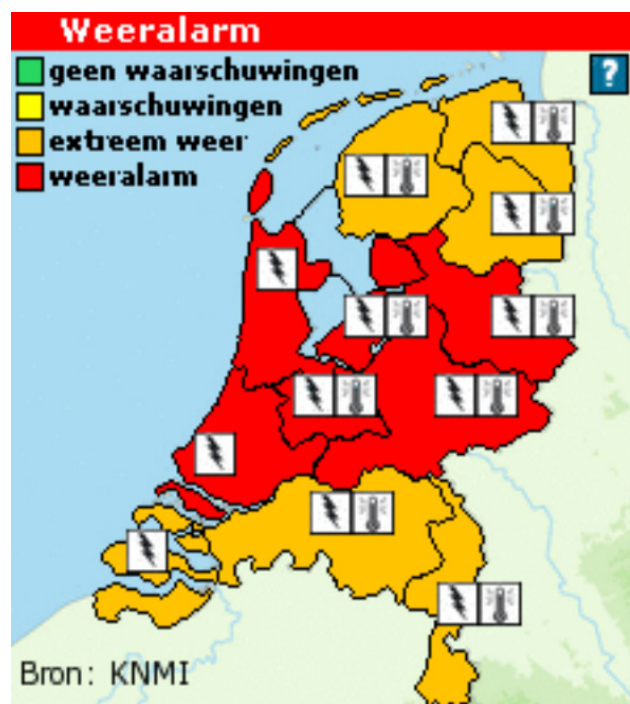 Weeralarm
geen waarschuwingen
?
waarschuwingen
extreem weer
weeralarm
Bron: KNMI